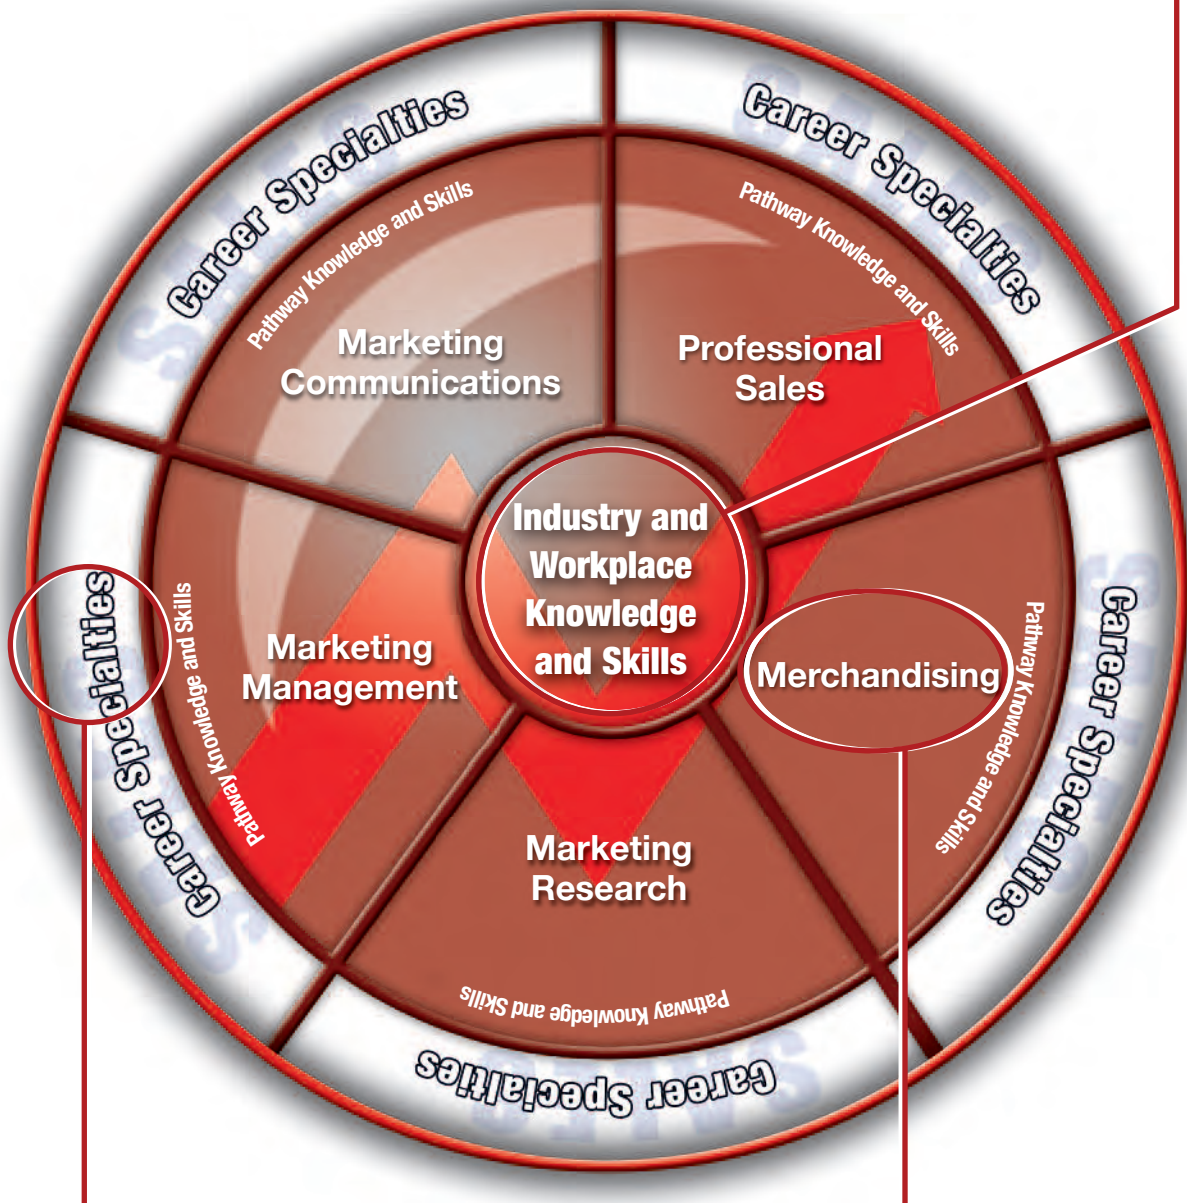 Career Specialties
Career Specialties
Pathway Knowledge and Skills
Pathway Knowledge and Skills
Marketing
Communications
Professional
Sales
Industry and
Workplace
Knowledge
and Skills
Career Specialties
Pathway Knowledge and Skills
Marketing
Management
Merchandising
Pathway Knowledge and Skills
Career Specialties
Marketing
Research
Pathway Knowledge and Skills
Career Specialties